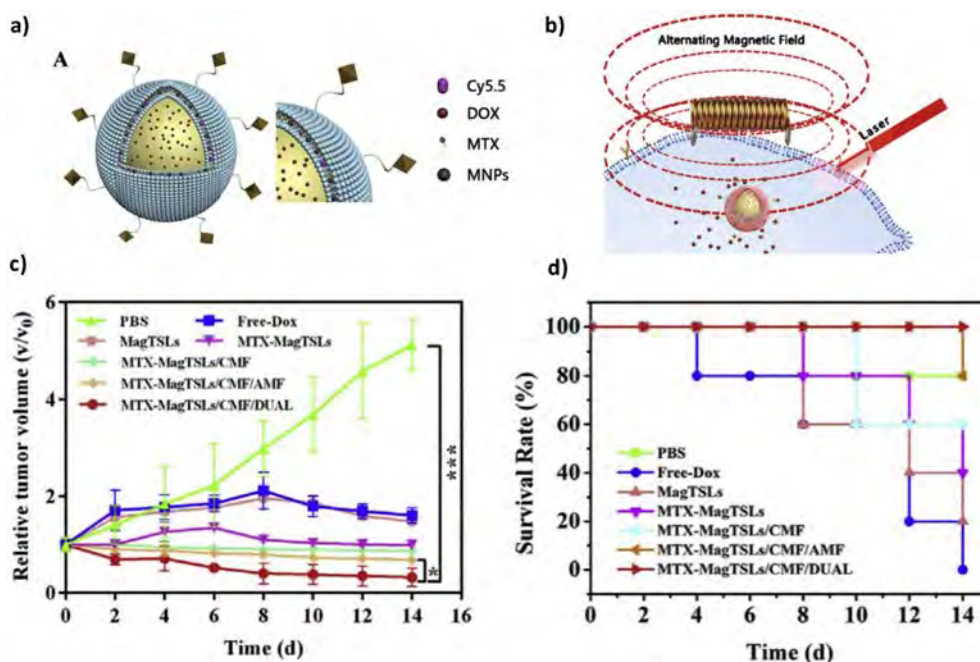 a)
A
Cy5.5
DOX
MTX
MNPs
b)
Alternating Magnetic Field
Laser
c)
Relative tumor volume (v/v0)
6
4
2
0
PBS
Free-Dox
MagTSLs
MTX-MagTSLs
MTX-MagTSLs/CMF
MTX-MagTSLs/CMF/AMF
MTX-MagTSLs/CMF/DUAL
***
*
0 2 4 6 8 10 12 14 16
Time (d)
d)
Survival Rate (%)
100
80
60
40
20
0
PBS
Free-Dox
MagTSLs
MTX-MagTSLs
MTX-MagTSLs/CMF
MTX-MagTSLs/CMF/AMF
MTX-MagTSLs/CMF/DUAL
0 2 4 6 8 10 12 14
Time (d)